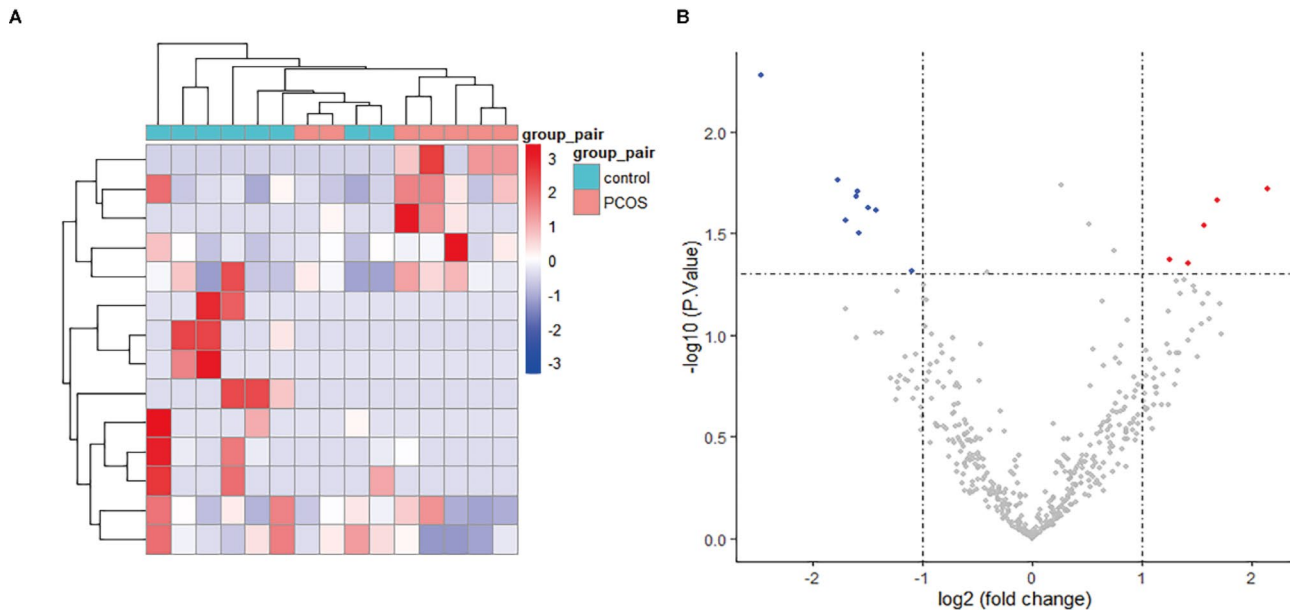 A
B
group_pair
group_pair
control
PCOS
3
2
1
0
-1
-2
-3
2.0
1.5
1.0
0.5
0.0
-log10 (P.Value)
-2
-1
0
1
2
log2 (fold change)